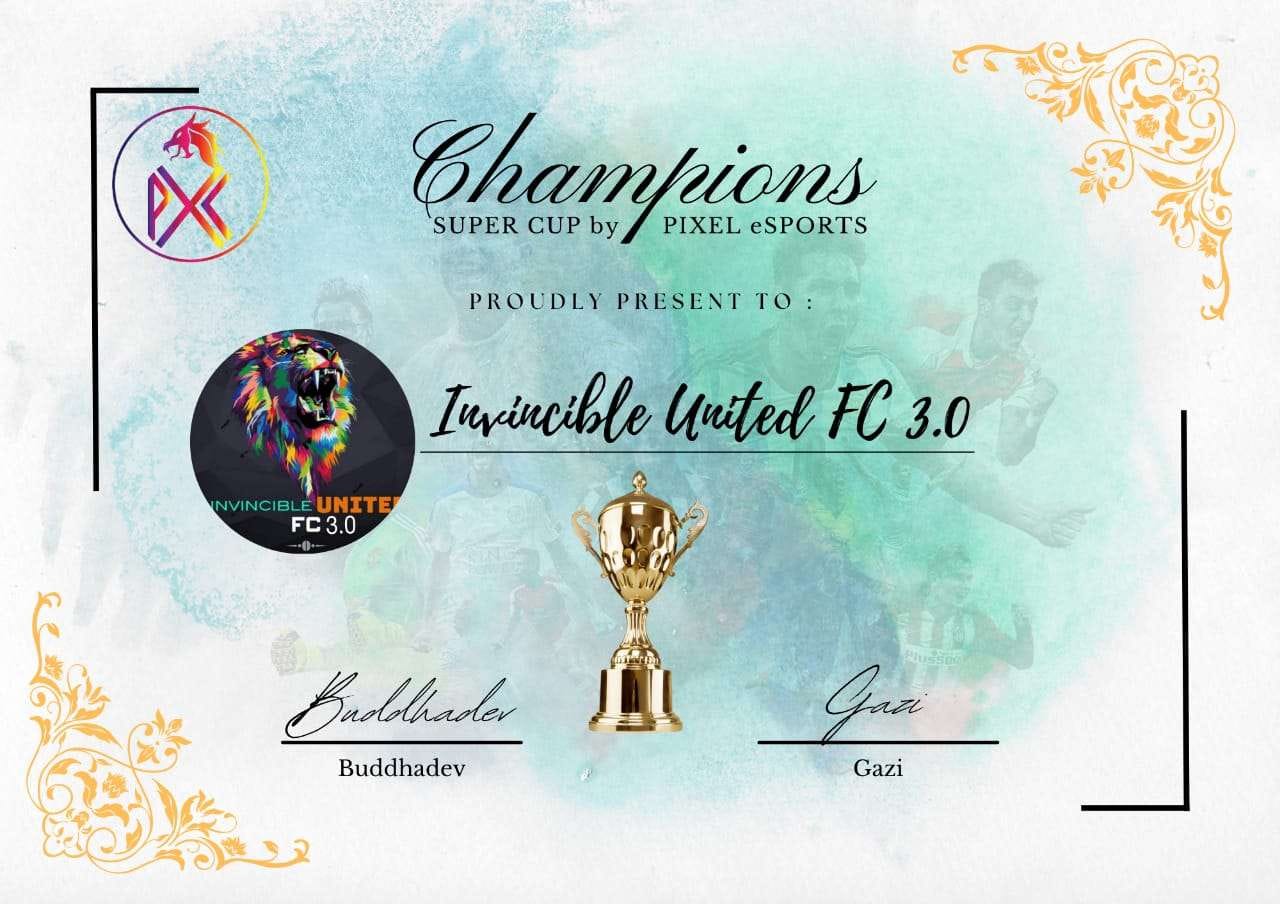 Champions
SUPER CUP by PIXEL eSPORTS
PROUDLY PRESENT TO :
Invincible United FC 3.0
INVINCIBLE UNITE
FC 3.0
Buddhadev
Gazi
Buddhadev
Gazi